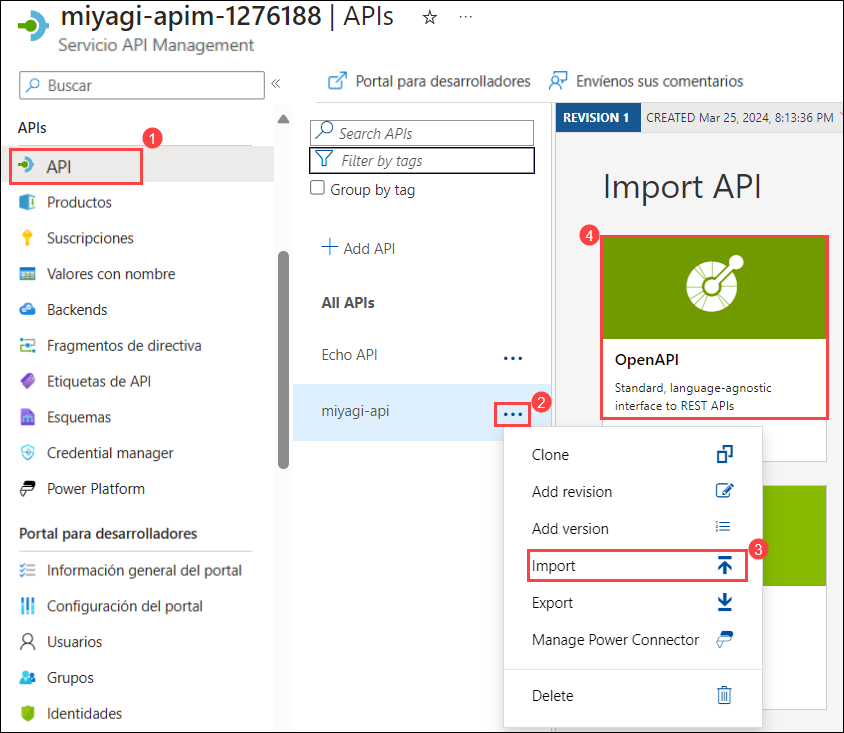 miyagi-apim-1276188 | APIs
Servicio API Management
Buscar
APIs
1
API
Productos
Suscripciones
Valores con nombre
Backends
Fragmentos de directiva
Etiquetas de API
Esquemas
Credential manager
Power Platform
Portal para desarrolladores
Información general del portal
Configuración del portal
Usuarios
Grupos
Identidades
Portal para desarrolladores
Envíenos sus comentarios
Search APIs
Filter by tags
Group by tag
Add API
All APIs
Echo API
miyagi-api
2
Clone
Add revision
Add version
Import
3
Export
Manage Power Connector
Delete
REVISION 1
CREATED Mar 25, 2024, 8:13:36 PM
Import API
4
OpenAPI
Standard, language-agnostic
interface to REST APIs